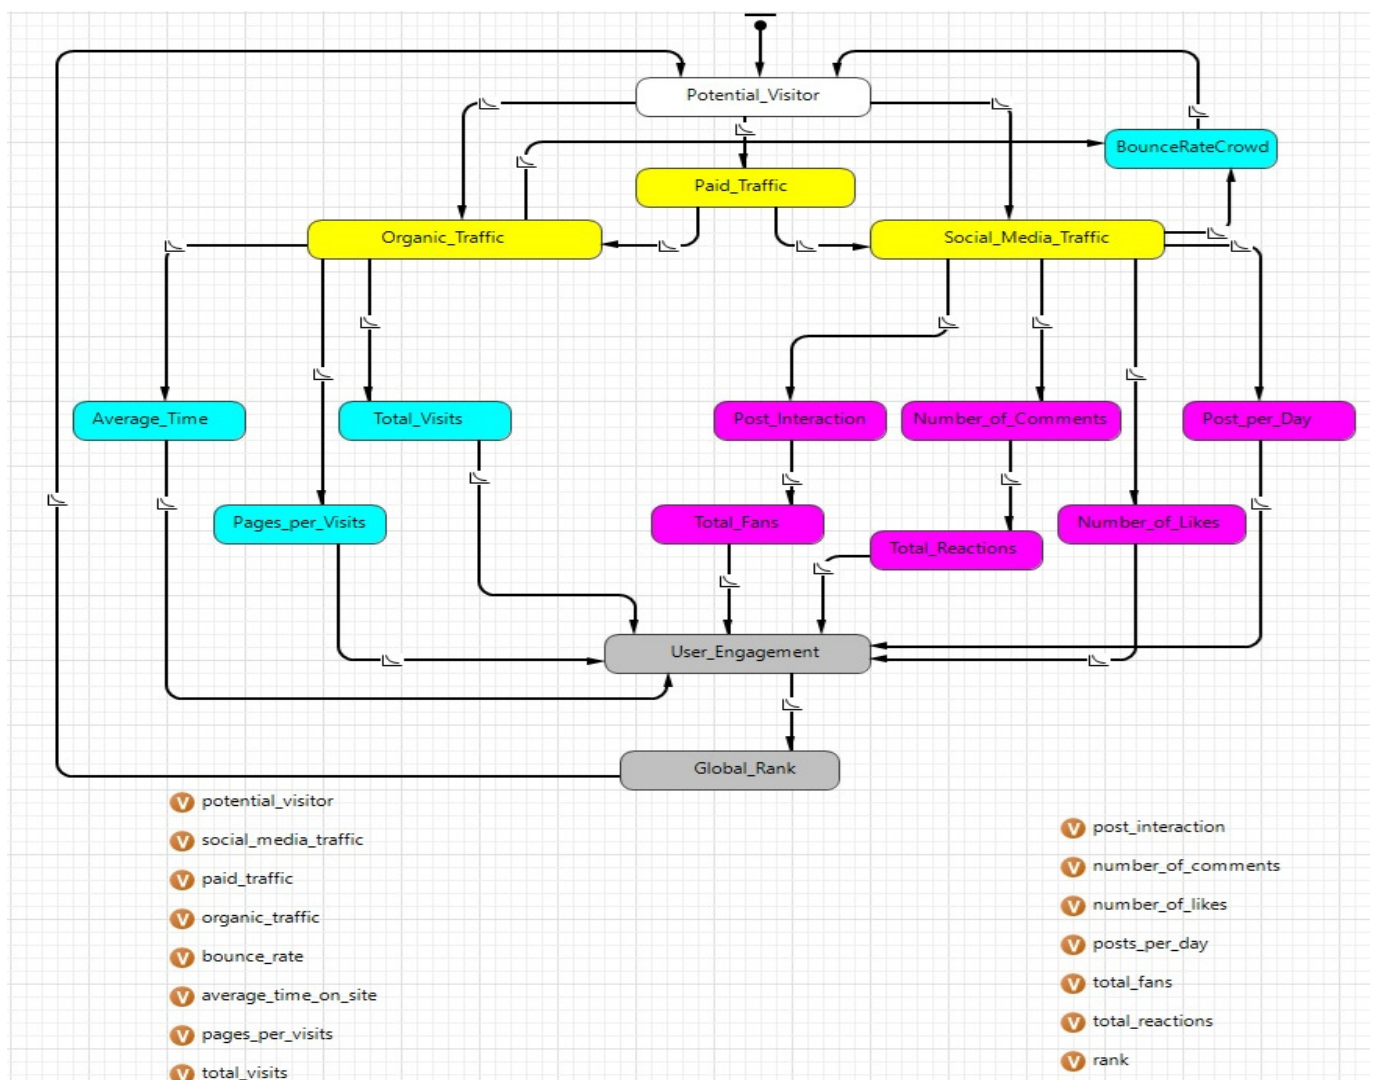 Potential_Visitor
BounceRateCrowd
Paid_Traffic
Organic_Traffic
Social_Media_Traffic
Average_Time
Total_Visits
Post_Interaction
Number_of_Comments
Post_per_Day
Pages_per_Visits
Total_Fans
Number_of_Likes
Total_Reactions
User_Engagement
Global_Rank
V potential_visitor
V social_media_traffic
V paid_traffic
V organic_traffic
V bounce_rate
V average_time_on_site
V pages_per_visits
V total_visits
V post_interaction
V number_of_comments
V number_of_likes
V posts_per_day
V total_fans
V total_reactions
V rank